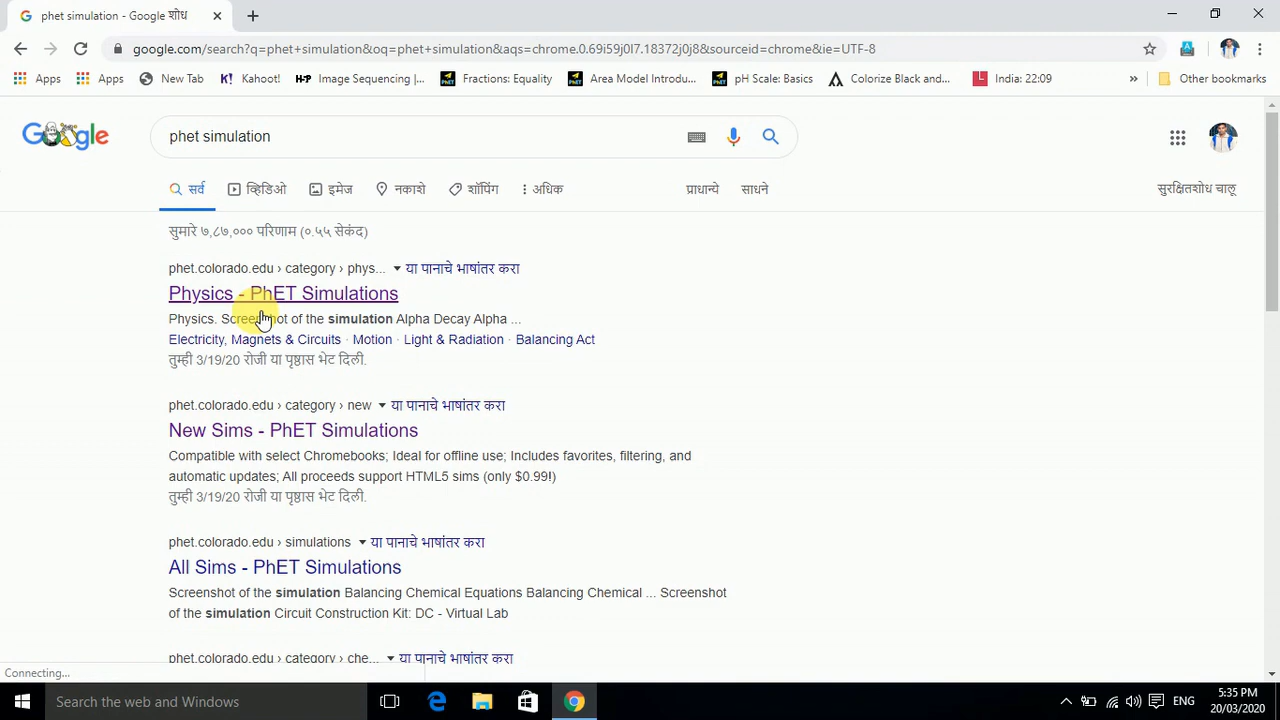 phet simulation - Google शोध
google.com/search?q=phet+simulation&oq=phet+simulation&aqs=chrome.0.69i59j0l7.18372j0j8&sourceid=chrome&ie=UTF-8
Apps Apps New Tab Kahoot! Image Sequencing |... Fractions: Equality Area Model Introdu... pH Scale: Basics Colorize Black and... India: 22:09 » Other bookmarks
Google
phet simulation
सर्व व्हिडिओ इमेज नकाशे शॉपिंग अधिक प्राधान्ये साधने सुरक्षितशोध चालू
सुमारे ७,८७,००० परिणाम (०.५५ सेकंद)
phet.colorado.edu › category › phys... या पानाचे भाषांतर करा
Physics - PhET Simulations
Physics. Screenshot of the simulation Alpha Decay Alpha ...
Electricity, Magnets & Circuits · Motion · Light & Radiation · Balancing Act
तुम्ही 3/19/20 रोजी या पृष्ठास भेट दिली.
phet.colorado.edu › category › new या पानाचे भाषांतर करा
New Sims - PhET Simulations
Compatible with select Chromebooks; Ideal for offline use; Includes favorites, filtering, and
automatic updates; All proceeds support HTML5 sims (only $0.99!)
तुम्ही 3/19/20 रोजी या पृष्ठास भेट दिली.
phet.colorado.edu › simulations या पानाचे भाषांतर करा
All Sims - PhET Simulations
Screenshot of the simulation Balancing Chemical Equations Balancing Chemical ... Screenshot
of the simulation Circuit Construction Kit: DC - Virtual Lab
phet.colorado.edu › category › che... या पानाचे भाषांतर करा
Connecting...
Search the web and Windows
ENG
5:35 PM
20/03/2020